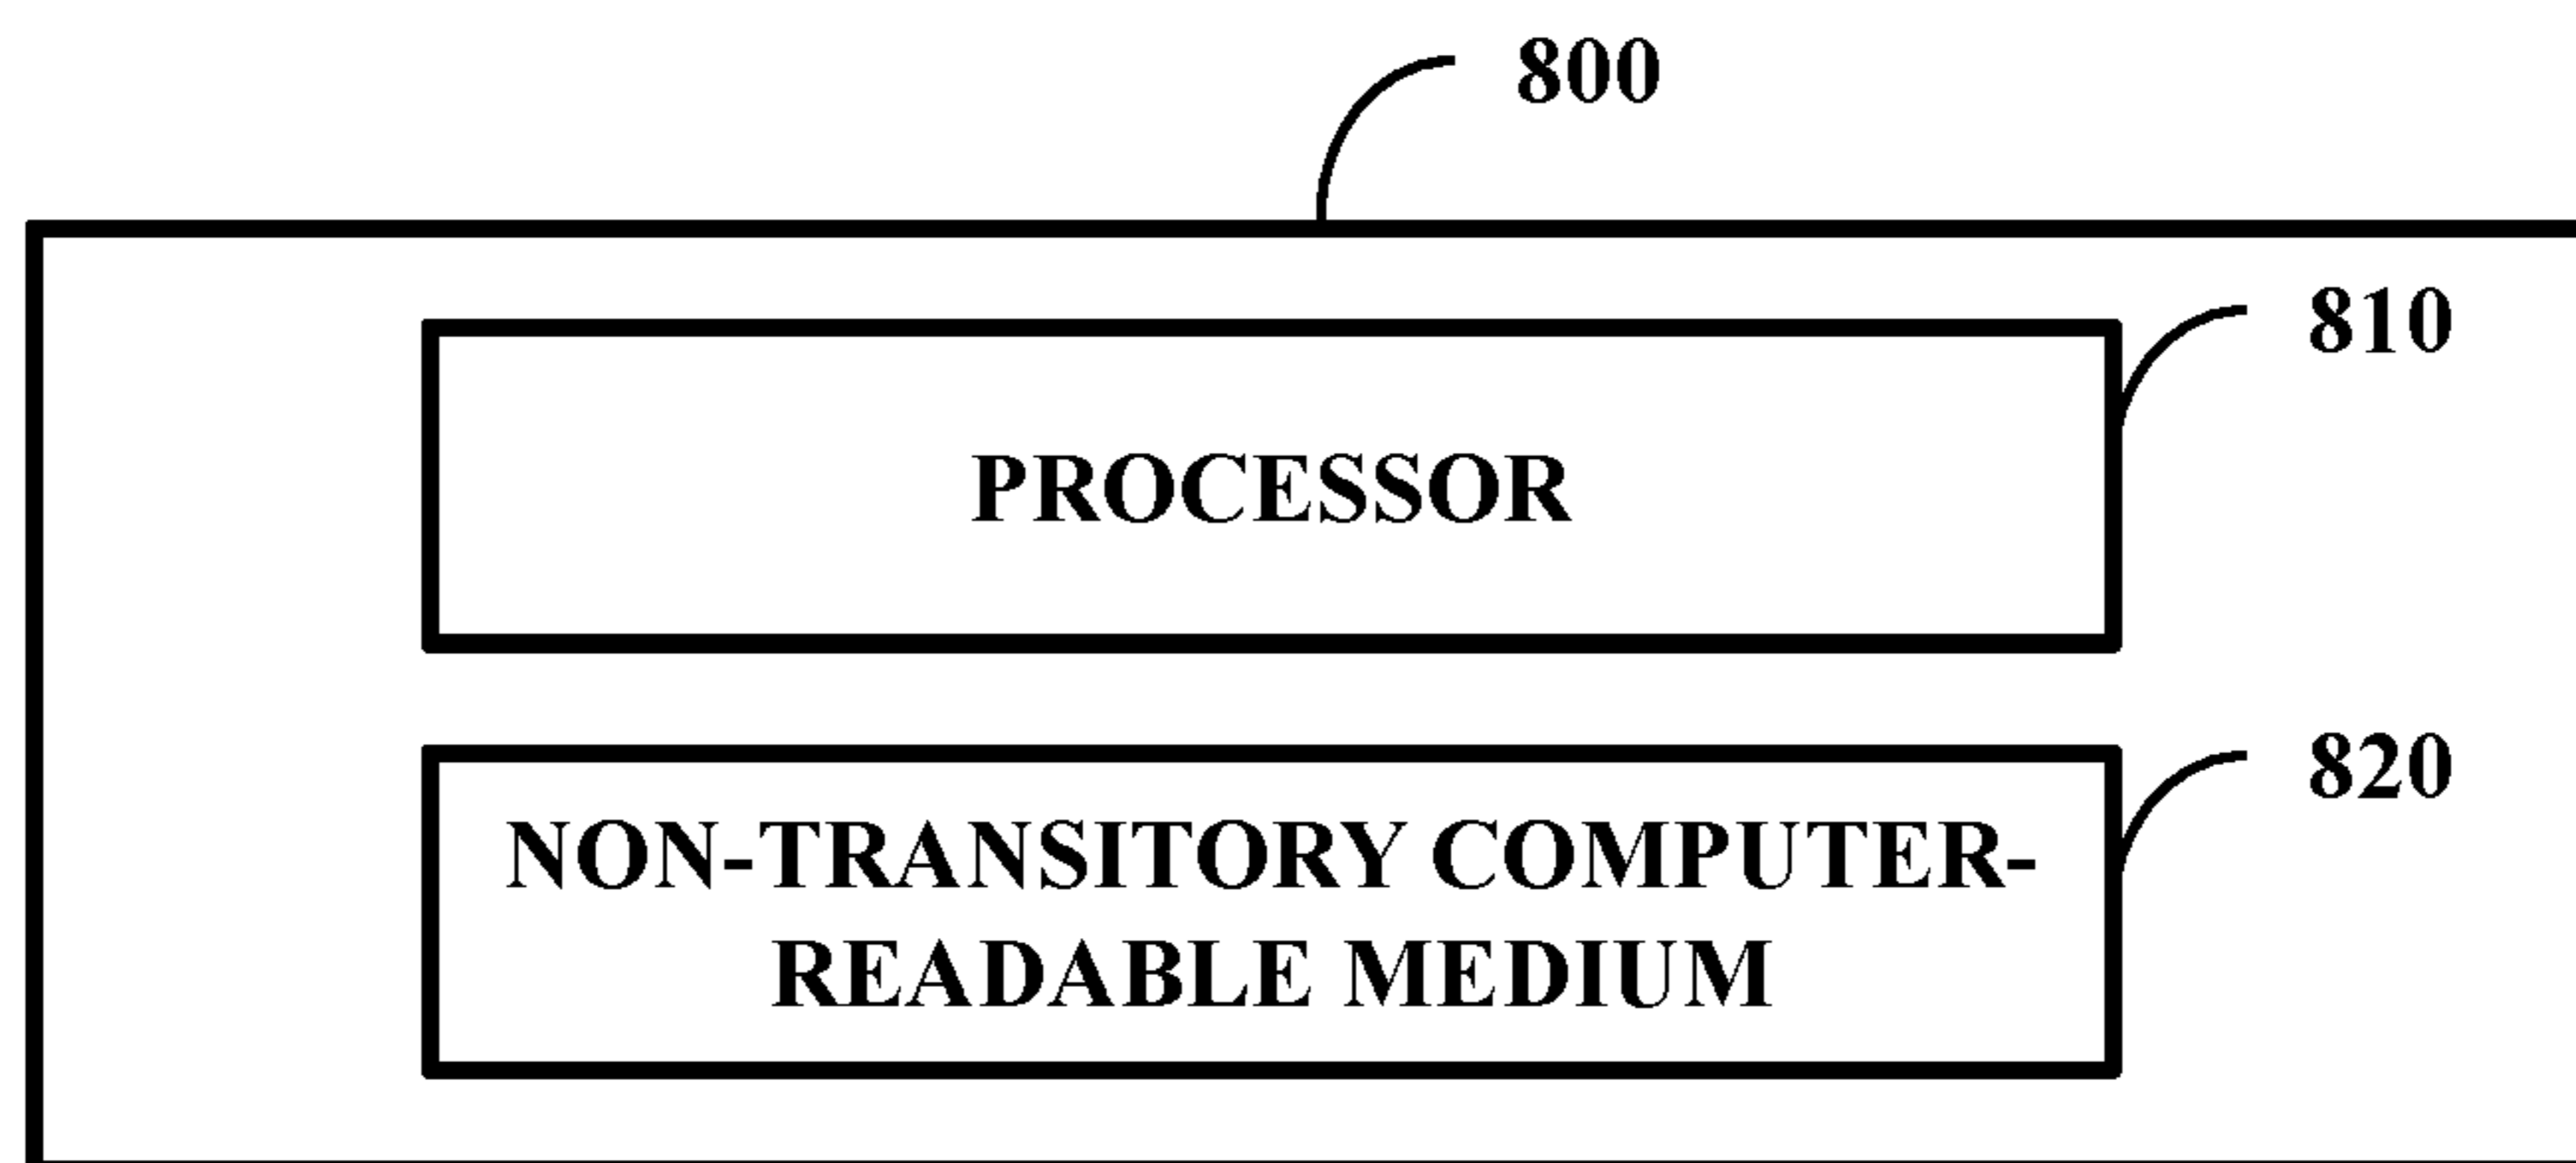 800
810
PROCESSOR
820
NON-TRANSITORY COMPUTER-
READABLE MEDIUM